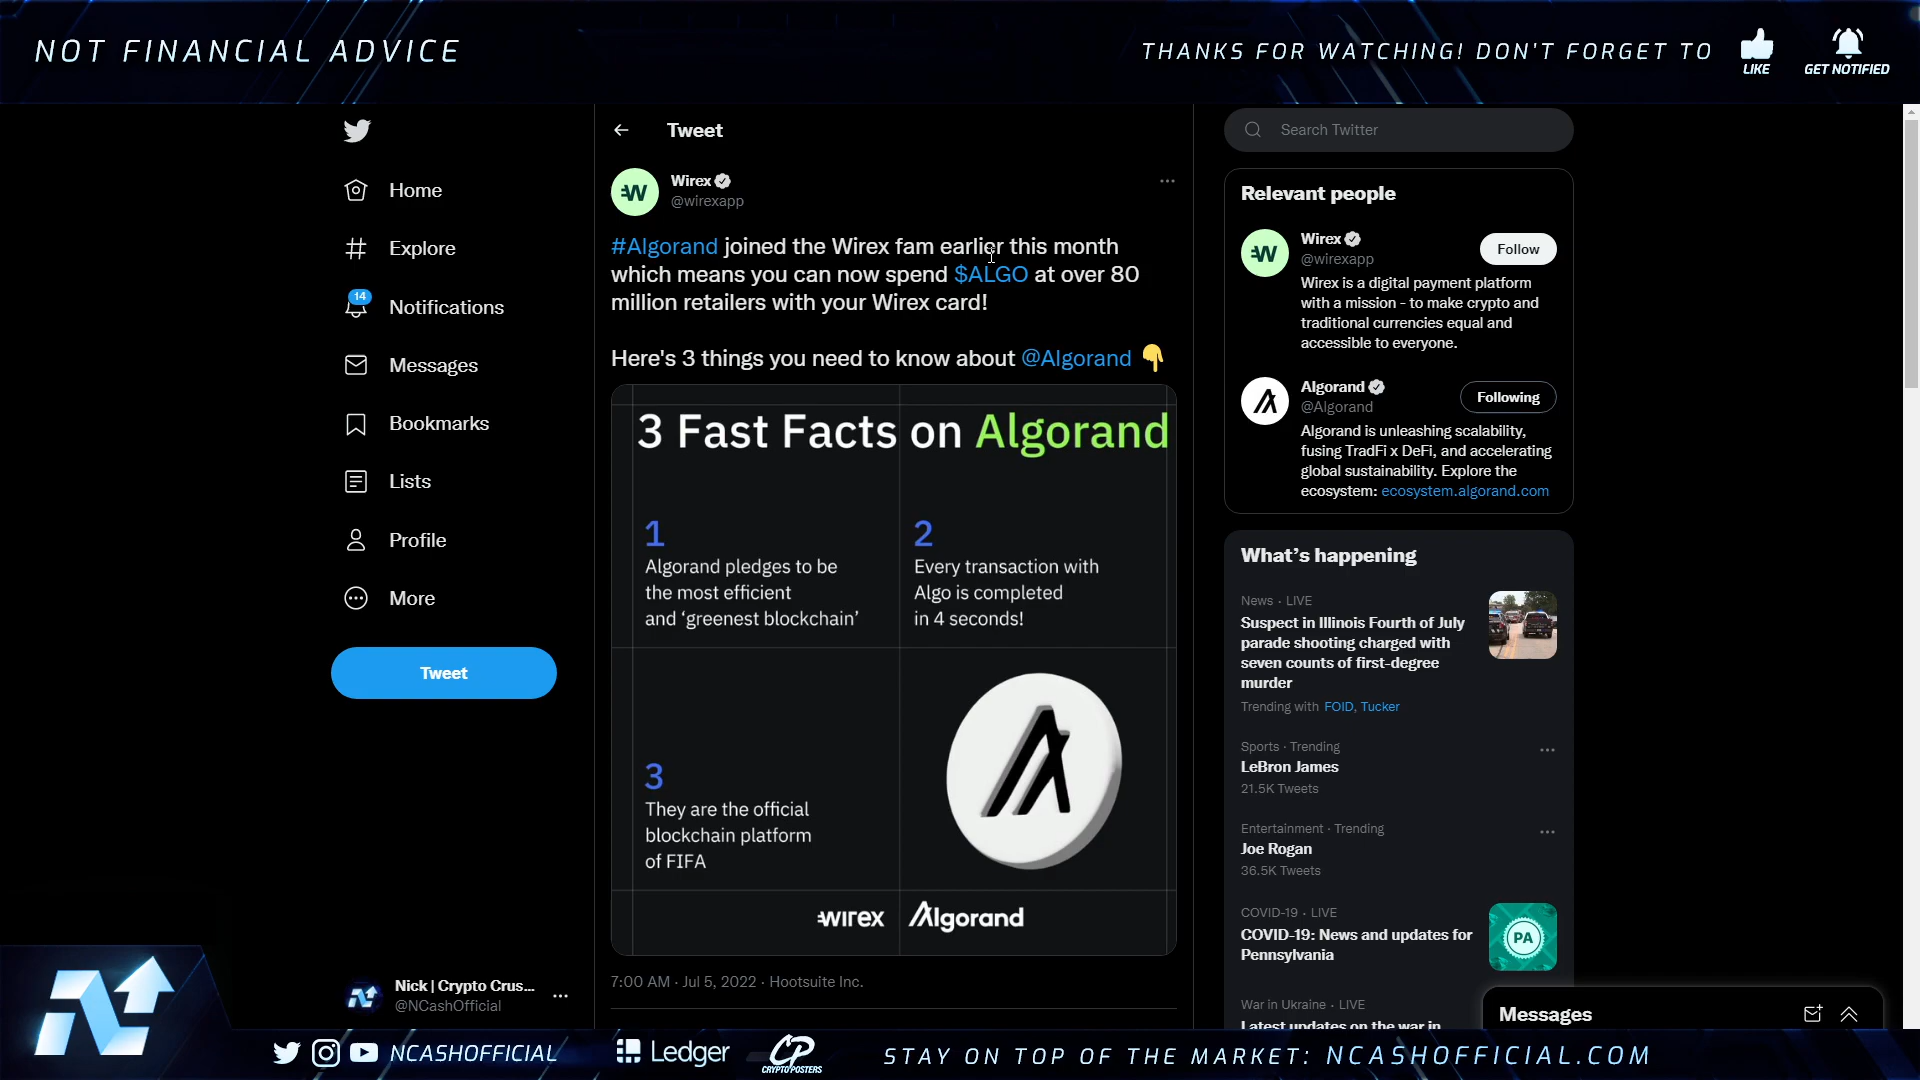 NOT FINANCIAL ADVICE
THANKS FOR WATCHING! DON'T FORGET TO
LIKE
GET NOTIFIED
Home
Explore
14
Notifications
Messages
Bookmarks
Lists
Profile
More
Tweet
Nick | Crypto Crus...
@NCashOfficial
Tweet
Wirex
@wirexapp
#Algorand joined the Wirex fam earlier this month
which means you can now spend $ALGO at over 80
million retailers with your Wirex card!
Here's 3 things you need to know about @Algorand
3 Fast Facts on Algorand
1
Algorand pledges to be
the most efficient
and ‘greenest blockchain’
2
Every transaction with
Algo is completed
in 4 seconds!
3
They are the official
blockchain platform
of FIFA
wirex
Algorand
7:00 AM · Jul 5, 2022 · Hootsuite Inc.
Search Twitter
Relevant people
Wirex
@wirexapp
Follow
Wirex is a digital payment platform
with a mission - to make crypto and
traditional currencies equal and
accessible to everyone.
Algorand
@Algorand
Following
Algorand is unleashing scalability,
fusing TradFi x DeFi, and accelerating
global sustainability. Explore the
ecosystem: ecosystem.algorand.com
What’s happening
News · LIVE
Suspect in Illinois Fourth of July
parade shooting charged with
seven counts of first-degree
murder
Trending with FOID, Tucker
Sports · Trending
LeBron James
21.5K Tweets
Entertainment · Trending
Joe Rogan
36.5K Tweets
COVID-19 · LIVE
COVID-19: News and updates for
Pennsylvania
PA
War in Ukraine · LIVE
Latest updates on the war in
Messages
NCASHOFFICIAL
Ledger
CP
CRYPTOPOSTERS
STAY ON TOP OF THE MARKET: NCASHOFFICIAL.COM